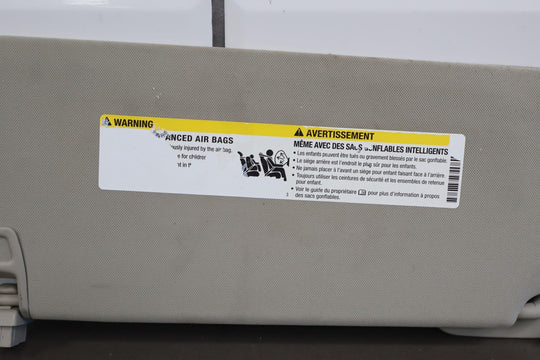 WARNING
ANCED AIR BAGS
ously injured by the air bag.
e for children
nt in
AVERTISSEMENT
MÊME AVEC DES SACS GONFLABLES INTELLIGENTS
• Les enfants peuvent être tués ou gravement blessés par le sac gonflable.
• Le siège arrière est l'endroit le plus sûr pour les enfants.
• Ne jamais placer à l'avant un siège pour enfant faisant face à l'arrière.
• Toujours utiliser les ceintures de sécurité et les ensembles de retenue
pour enfant.
• Voir le guide du propriétaire pour plus d'information à propos
des sacs gonflables.